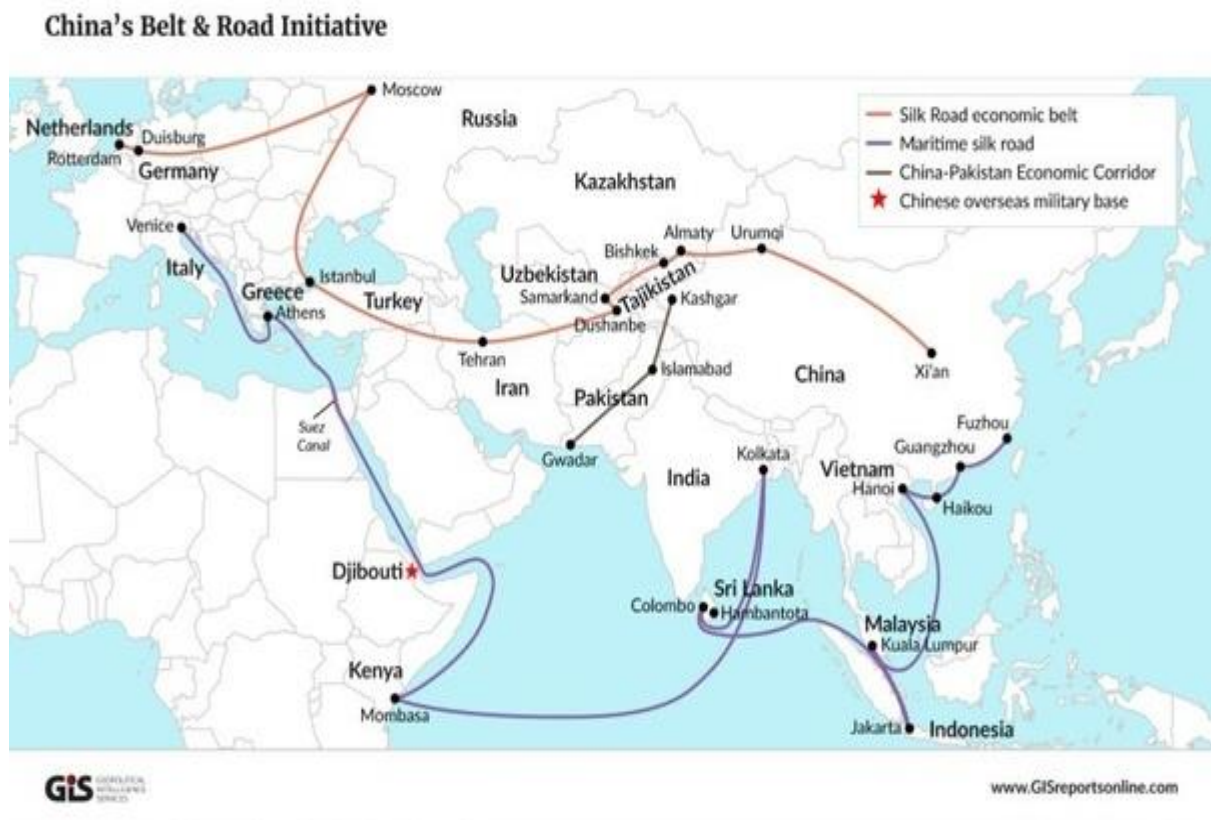 China's Belt & Road Initiative
Moscow
Russia
Silk Road economic belt
Maritime silk road
China-Pakistan Economic Corridor
Chinese overseas military base
Netherlands
Duisburg
Rotterdam
Germany
Kazakhstan
Venice
Almaty
Urumqi
Bishkek
Italy
Istanbul
Uzbekistan
Tajikistan
Greece
Turkey
Samarkand
Kashgar
Athens
Dushanbe
Tehran
Islamabad
Xi'an
China
Iran
Pakistan
Suez
Canal
Fuzhou
Guangzhou
Gwadar
Kolkata
Vietnam
India
Hanoi
Haikou
Djibouti
Sri Lanka
Colombo
Hambantota
Malaysia
Kuala Lumpur
Kenya
Mombasa
Jakarta
Indonesia
GIS
GEOPOLITICAL
INTELLIGENCE
SERVICES
www.GISreportsonline.com